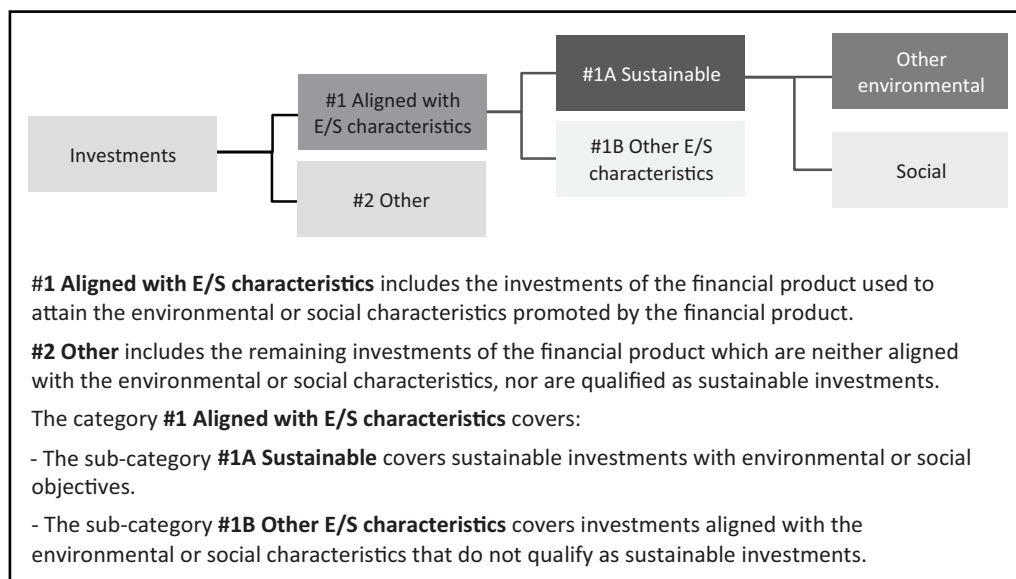 Investments
#1 Aligned with
E/S characteristics
#2 Other
#1A Sustainable
#1B Other E/S
characteristics
Other
environmental
Social
#1 Aligned with E/S characteristics includes the investments of the financial product used to
attain the environmental or social characteristics promoted by the financial product.
#2 Other includes the remaining investments of the financial product which are neither aligned
with the environmental or social characteristics, nor are qualified as sustainable investments.
The category #1 Aligned with E/S characteristics covers:
- The sub-category #1A Sustainable covers sustainable investments with environmental or social
objectives.
- The sub-category #1B Other E/S characteristics covers investments aligned with the
environmental or social characteristics that do not qualify as sustainable investments.